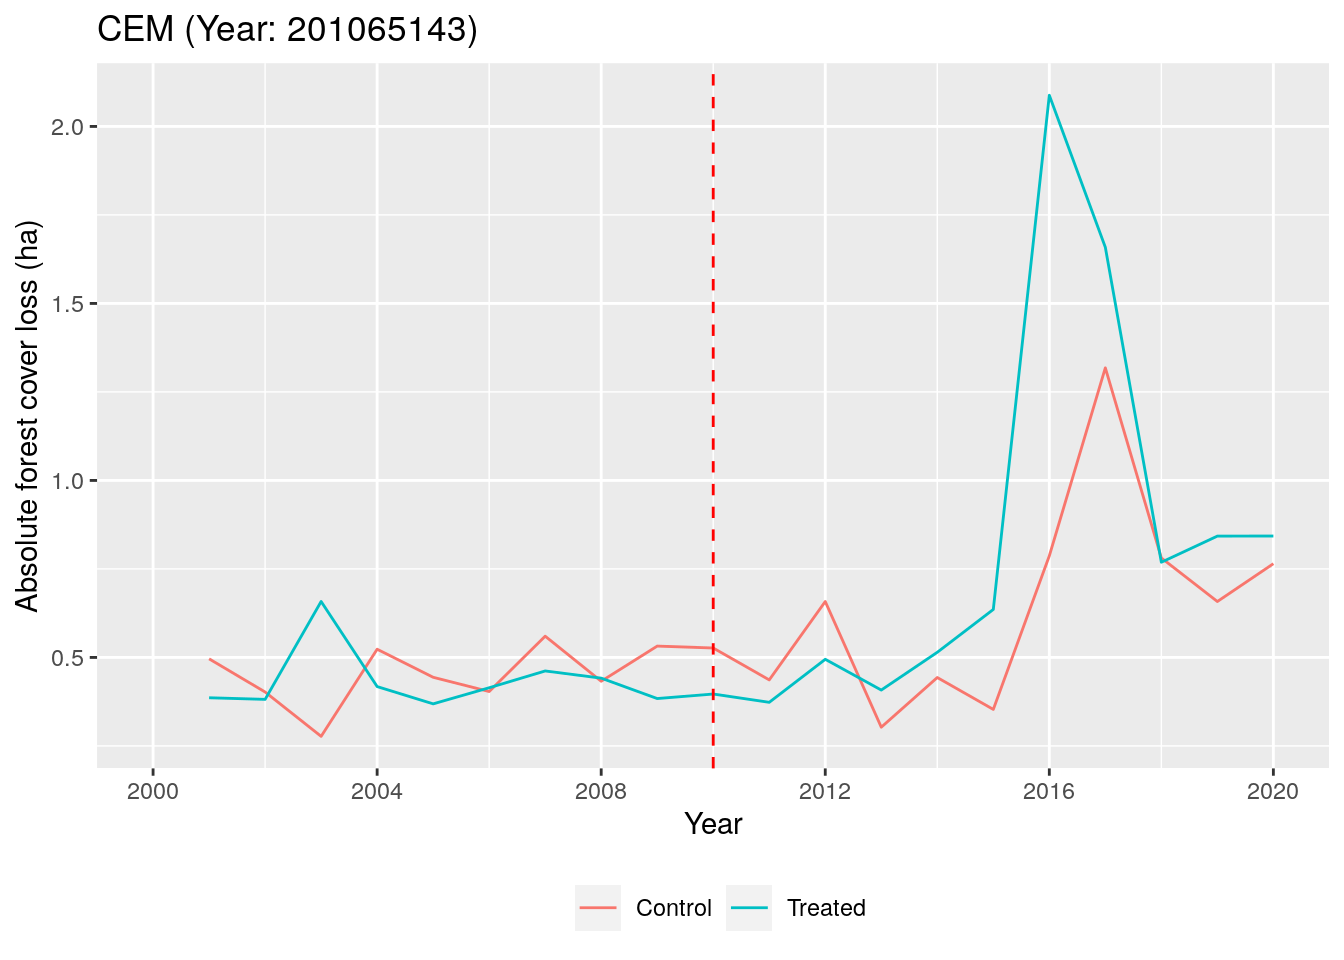 CEM (Year: 201065143)
Absolute forest cover loss (ha)
2.0
1.5
1.0
0.5
2000 2004 2008 2012 2016 2020
Year
Control Treated